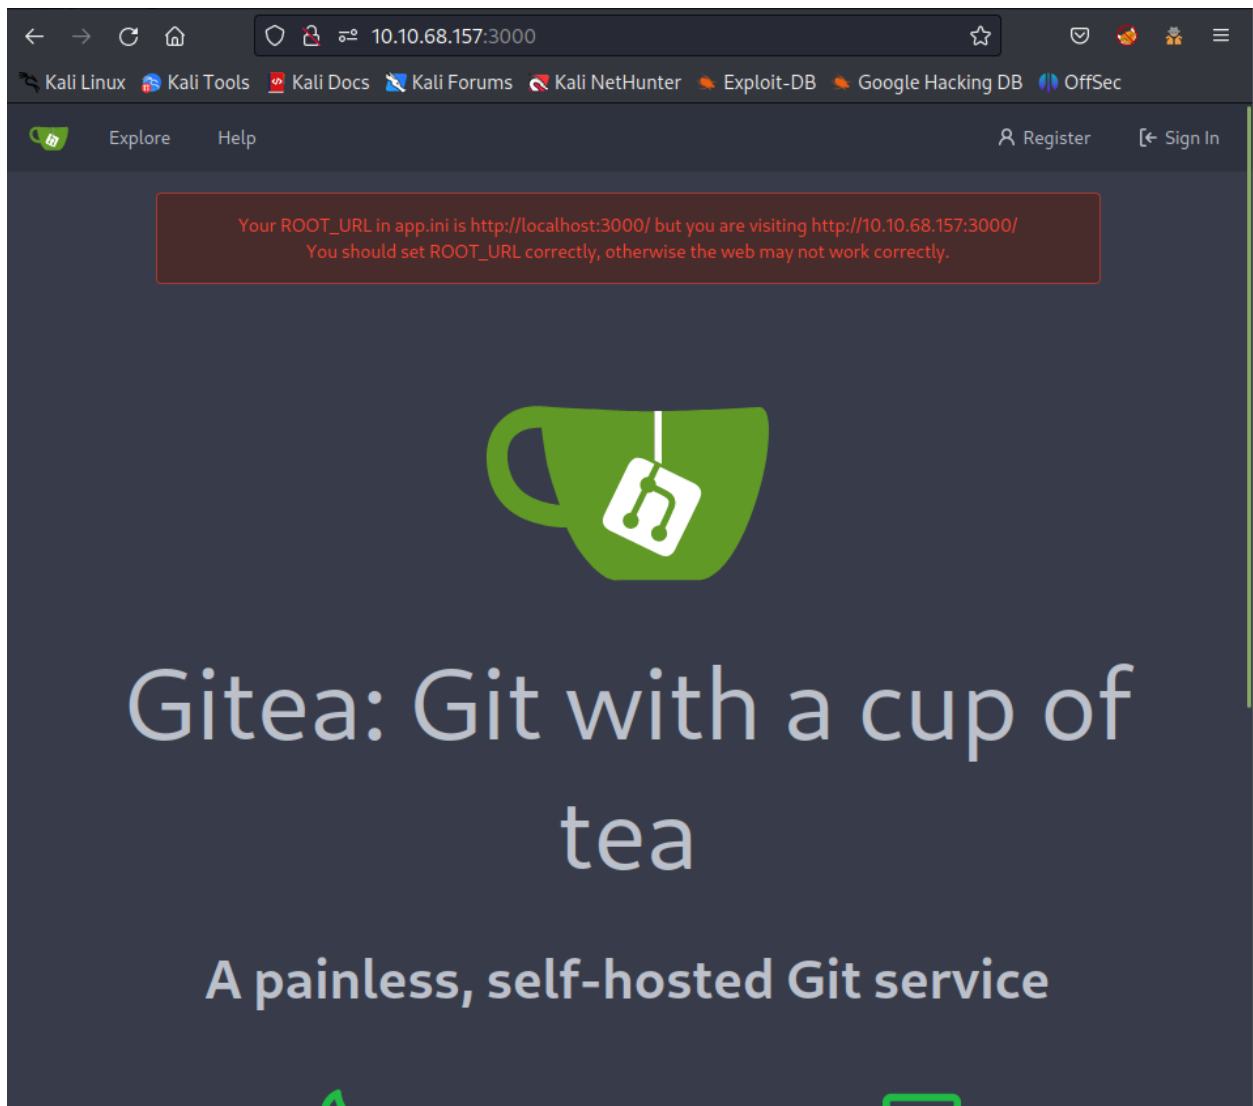 10.10.68.157:3000
Kali Linux Kali Tools Kali Docs Kali Forums Kali NetHunter Exploit-DB Google Hacking DB OffSec
Explore Help Register Sign In
Your ROOT_URL in app.ini is http://localhost:3000/ but you are visiting http://10.10.68.157:3000/
You should set ROOT_URL correctly, otherwise the web may not work correctly.
Gitea: Git with a cup of
tea
A painless, self-hosted Git service